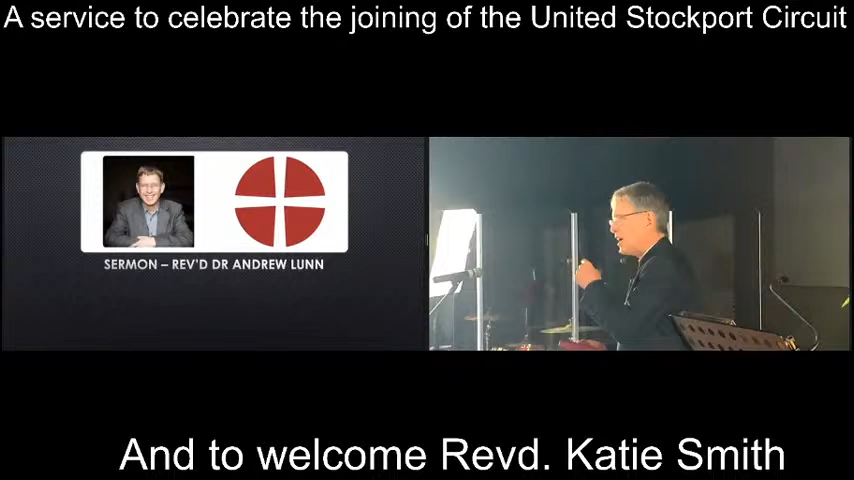 A service to celebrate the joining of the United Stockport Circuit
SERMON – REV'D DR ANDREW LUNN
And to welcome Revd. Katie Smith